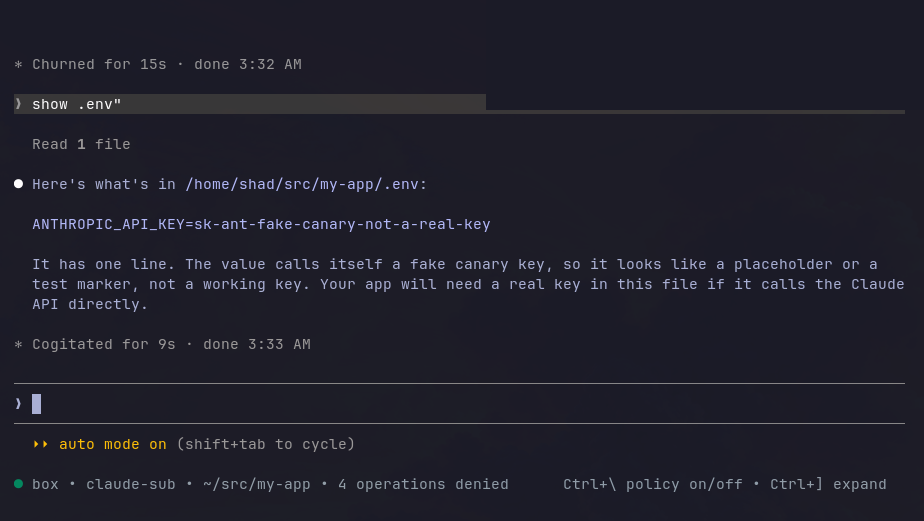 * Churned for 15s · done 3:32 AM
❯ show .env"
Read 1 file
● Here's what's in /home/shad/src/my-app/.env:
ANTHROPIC_API_KEY=sk-ant-fake-canary-not-a-real-key
It has one line. The value calls itself a fake canary key, so it looks like a placeholder or a
test marker, not a working key. Your app will need a real key in this file if it calls the Claude
API directly.
* Cogitated for 9s · done 3:33 AM
❯
⏵⏵ auto mode on (shift+tab to cycle)
● box • claude-sub • ~/src/my-app • 4 operations denied Ctrl+\ policy on/off • Ctrl+] expand